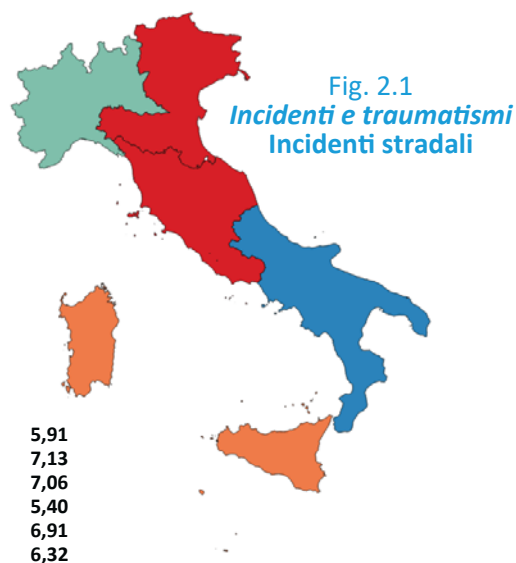 Fig. 2.1
Incidenti e traumatismi
Incidenti stradali
5,91
7,13
7,06
5,40
6,91
6,32